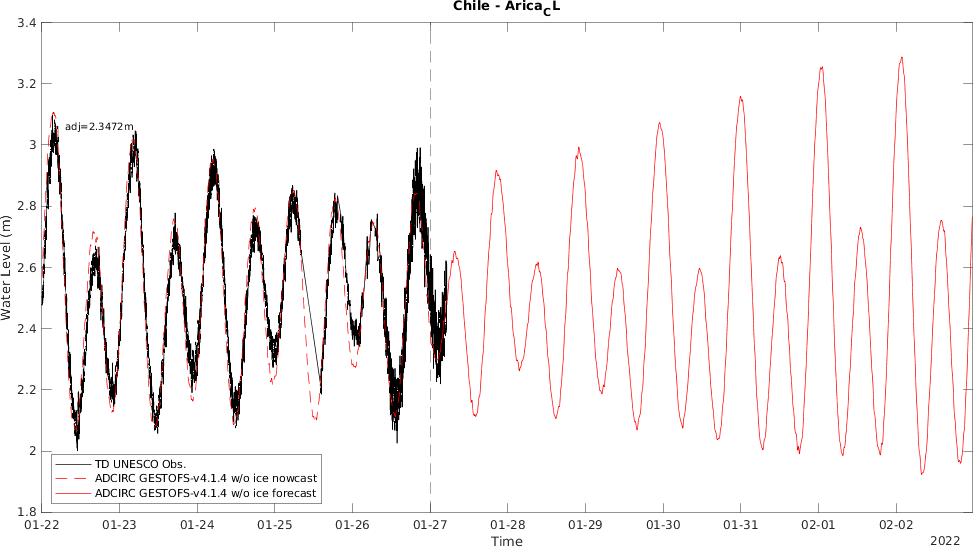 Chile - Arica_CL
3.4
3.2
3
2.8
2.6
2.4
2.2
2
1.8
Water Level (m)
adj=2.3472m
TD UNESCO Obs.
ADCIRC GESTOFS-v4.1.4 w/o ice nowcast
ADCIRC GESTOFS-v4.1.4 w/o ice forecast
01-22 01-23 01-24 01-25 01-26 01-27 01-28 01-29 01-30 01-31 02-01 02-02
Time
2022